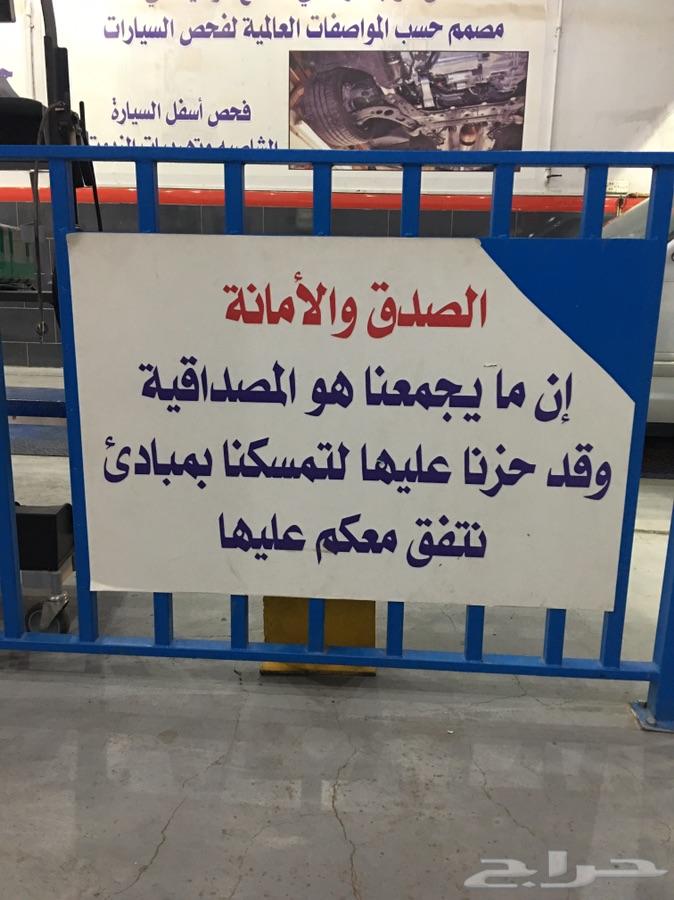 مصمم حسب المواصفات العالمية لفحص السيارات
فحص أسفل السيارة
الصدق والأمانة
إن ما يجمعنا هو المصداقية
وقد حزنا عليها لتمسكنا بمبادئ
نتفق معكم عليها
حراج